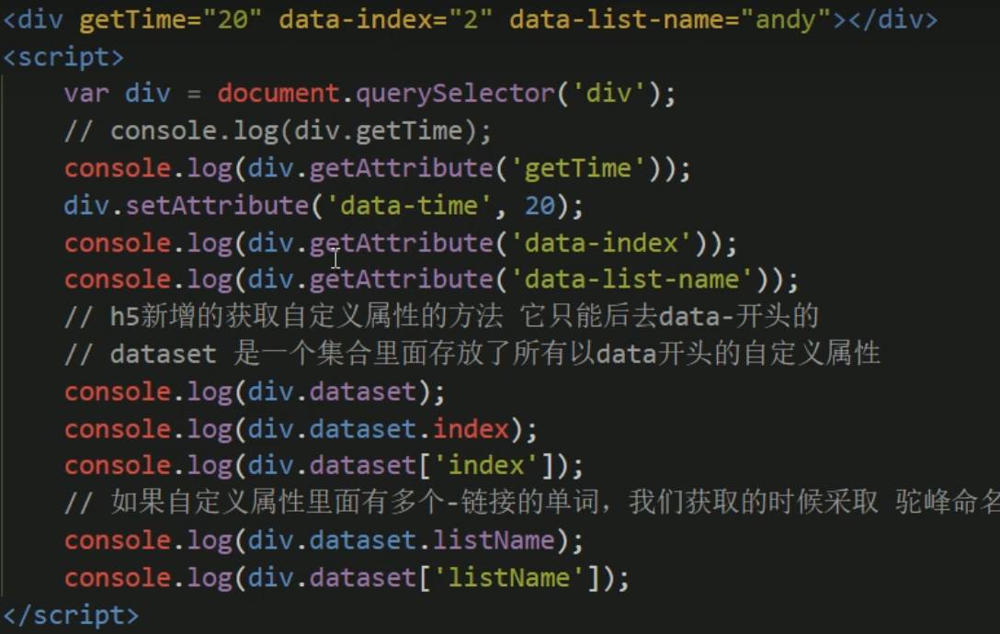 <div getTime="20" data-index="2" data-list-name="andy"></div>
<script>
var div = document.querySelector('div');
// console.log(div.getTime);
console.log(div.getAttribute('getTime'));
div.setAttribute('data-time', 20);
console.log(div.getAttribute('data-index'));
console.log(div.getAttribute('data-list-name'));
// h5新增的获取自定义属性的方法 它只能后去data-开头的
// dataset 是一个集合里面存放了所有以data开头的自定义属性
console.log(div.dataset);
console.log(div.dataset.index);
console.log(div.dataset['index']);
// 如果自定义属性里面有多个-链接的单词，我们获取的时候采取 驼峰命名
console.log(div.dataset.listName);
console.log(div.dataset['listName']);
</script>